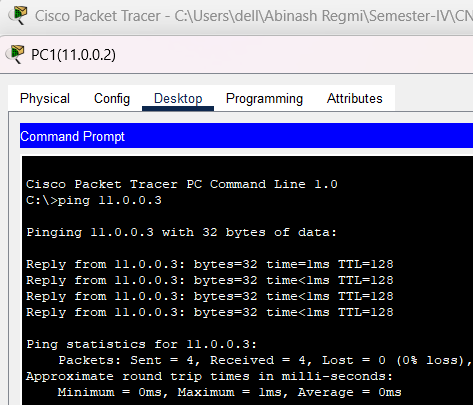 Cisco Packet Tracer - C:\Users\dell\Abinash Regmi\Semester-IV\CN
PC1(11.0.0.2)
Physical Config Desktop Programming Attributes
Command Prompt
Cisco Packet Tracer PC Command Line 1.0
C:\>ping 11.0.0.3
Pinging 11.0.0.3 with 32 bytes of data:
Reply from 11.0.0.3: bytes=32 time=1ms TTL=128
Reply from 11.0.0.3: bytes=32 time<1ms TTL=128
Reply from 11.0.0.3: bytes=32 time<1ms TTL=128
Reply from 11.0.0.3: bytes=32 time<1ms TTL=128
Ping statistics for 11.0.0.3:
Packets: Sent = 4, Received = 4, Lost = 0 (0% loss),
Approximate round trip times in milli-seconds:
Minimum = 0ms, Maximum = 1ms, Average = 0ms